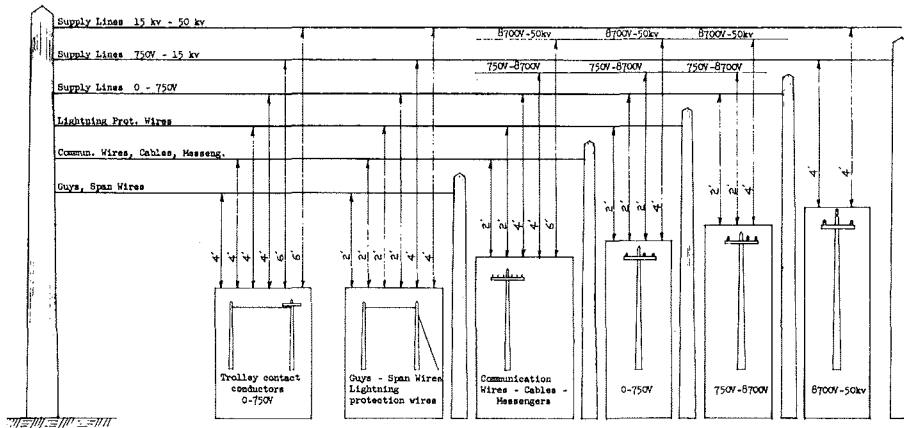 Supply Lines 15 kv - 50 kv
8700V-50kv 8700V-50kv 8700V-50kv
Supply Lines 750V - 15 kv
750V-8700V 750V-8700V 750V-8700V
Supply Lines 0 - 750V
Lightning Prot. Wires
Commun. Wires, Cables, Messeng.
Guys, Span Wires
4' 4' 4' 4' 6' 6'
2' 2' 2' 2' 4' 4'
2' 2' 4' 4' 6'
2' 2' 2' 4'
2' 2' 4'
4' 4'
Trolley contact
conductors
0-750V
Guys - Span Wires
Lightning
protection wires
Communication
Wires - Cables -
Messengers
0-750V
750V-8700V
8700V-50kv